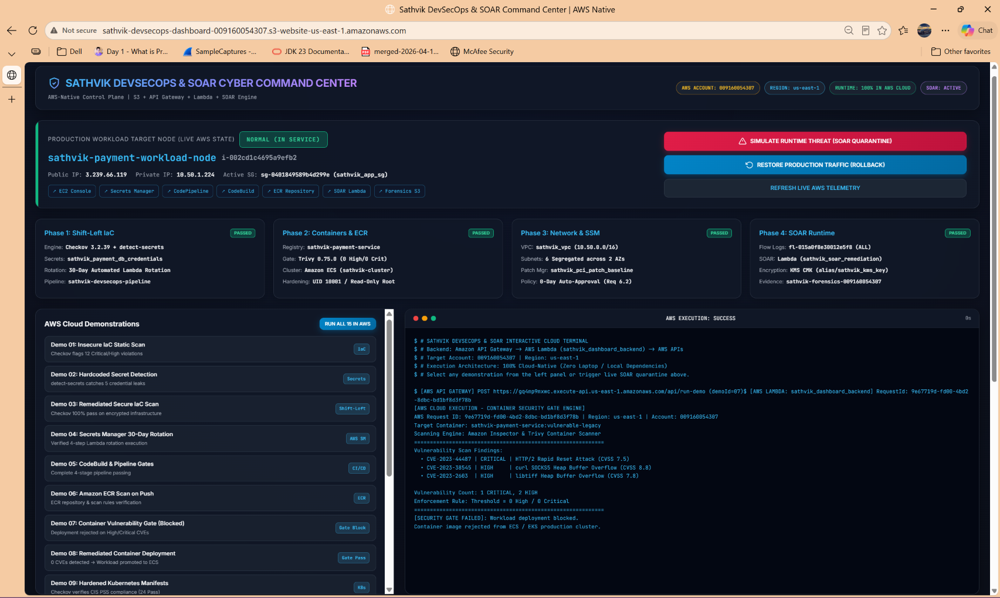 Sathvik DevSecOps & SOAR Command Center | AWS Native
Not secure sathvik-devsecops-dashboard-009160054307.s3-website-us-east-1.amazonaws.com
Chat
Dell
Day 1 - What is Pr...
SampleCaptures -...
JDK 23 Documenta...
merged-2026-04-1...
McAfee Security
Other favorites
SATHVIK DEVSECOPS & SOAR CYBER COMMAND CENTER
AWS-Native Control Plane | S3 + API Gateway + Lambda + SOAR Engine
AWS ACCOUNT: 009160054307
REGION: us-east-1
RUNTIME: 100% IN AWS CLOUD
SOAR: ACTIVE
PRODUCTION WORKLOAD TARGET NODE (LIVE AWS STATE) NORMAL (IN SERVICE)
sathvik-payment-workload-node i-002cd1c4695a9efb2
Public IP: 3.239.66.119 Private IP: 10.50.1.224 Active SG: sg-0401849589b4d299e (sathvik_app_sg)
↗ EC2 Console
↗ Secrets Manager
↗ CodePipeline
↗ CodeBuild
↗ ECR Repository
↗ SOAR Lambda
↗ Forensics S3
SIMULATE RUNTIME THREAT (SOAR QUARANTINE)
RESTORE PRODUCTION TRAFFIC (ROLLBACK)
REFRESH LIVE AWS TELEMETRY
Phase 1: Shift-Left IaC PASSED
Engine: Checkov 3.2.39 + detect-secrets
Secrets: sathvik_payment_db_credentials
Rotation: 30-Day Automated Lambda Rotation
Pipeline: sathvik-devsecops-pipeline
Phase 2: Containers & ECR PASSED
Registry: sathvik-payment-service
Gate: Trivy 0.75.0 (0 High/0 Crit)
Cluster: Amazon ECS (sathvik-cluster)
Hardening: UID 10001 / Read-Only Root
Phase 3: Network & SSM PASSED
VPC: sathvik_vpc (10.50.0.0/16)
Subnets: 6 Segregated across 2 AZs
Patch Mgr: sathvik_pci_patch_baseline
Policy: 0-Day Auto-Approval (Req 6.2)
Phase 4: SOAR Runtime PASSED
Flow Logs: fl-015a0f8e30012e5f8 (ALL)
SOAR: Lambda (sathvik_soar_remediation)
Encryption: KMS CMK (alias/sathvik_kms_key)
Evidence: sathvik-forensics-009160054307
AWS Cloud Demonstrations RUN ALL 15 IN AWS
Demo 01: Insecure IaC Static Scan
Checkov flags 12 Critical/High violations
IaC
Demo 02: Hardcoded Secret Detection
detect-secrets catches 5 credential leaks
Secrets
Demo 03: Remediated Secure IaC Scan
Checkov 100% pass on encrypted infrastructure
Shift-Left
Demo 04: Secrets Manager 30-Day Rotation
Verified 4-step Lambda rotation execution
AWS SM
Demo 05: CodeBuild & Pipeline Gates
Complete 4-stage pipeline passing
CI/CD
Demo 06: Amazon ECR Scan on Push
ECR repository & scan rules verification
ECR
Demo 07: Container Vulnerability Gate (Blocked)
Deployment rejected on High/Critical CVEs
Gate Block
Demo 08: Remediated Container Deployment
0 CVEs detected → Workload promoted to ECS
Gate Pass
Demo 09: Hardened Kubernetes Manifests
Checkov verifies CIS PSS compliance (24 Pass)
K8s
AWS EXECUTION: SUCCESS 0s
$ # SATHVIK DEVSECOPS & SOAR INTERACTIVE CLOUD TERMINAL
$ # Backend: Amazon API Gateway → AWS Lambda (sathvik_dashboard_backend) → AWS APIs
$ # Target Account: 009160054307 | Region: us-east-1
$ # Execution Architecture: 100% Cloud-Native (Zero Laptop / Local Dependencies)
$ # Select any demonstration from the left panel or trigger live SOAR quarantine above.
$ [AWS API GATEWAY] POST https://gq4mp9mxwc.execute-api.us-east-1.amazonaws.com/api/run-demo (demoId=07)$ [AWS LAMBDA: sathvik_dashboard_backend] RequestId: 9e67719d-fd00-4bd2
-8dbc-bd1bf8d3f78b
[AWS CLOUD EXECUTION - CONTAINER SECURITY GATE ENGINE]
AWS Request ID: 9e67719d-fd00-4bd2-8dbc-bd1bf8d3f78b | Region: us-east-1 | Account: 009160054307
Target Container: sathvik-payment-service:vulnerable-legacy
Scanning Engine: Amazon Inspector & Trivy Container Scanner
============================================================
Vulnerability Scan Findings:
• CVE-2023-44487 | CRITICAL | HTTP/2 Rapid Reset Attack (CVSS 7.5)
• CVE-2023-38545 | HIGH | curl SOCKS5 Heap Buffer Overflow (CVSS 8.8)
• CVE-2023-2603 | HIGH | libtiff Heap Buffer Overflow (CVSS 7.8)
Vulnerability Count: 1 CRITICAL, 2 HIGH
Enforcement Rule: Threshold = 0 High / 0 Critical
============================================================
[SECURITY GATE FAILED]: Workload deployment blocked.
Container image rejected from ECS / EKS production cluster.